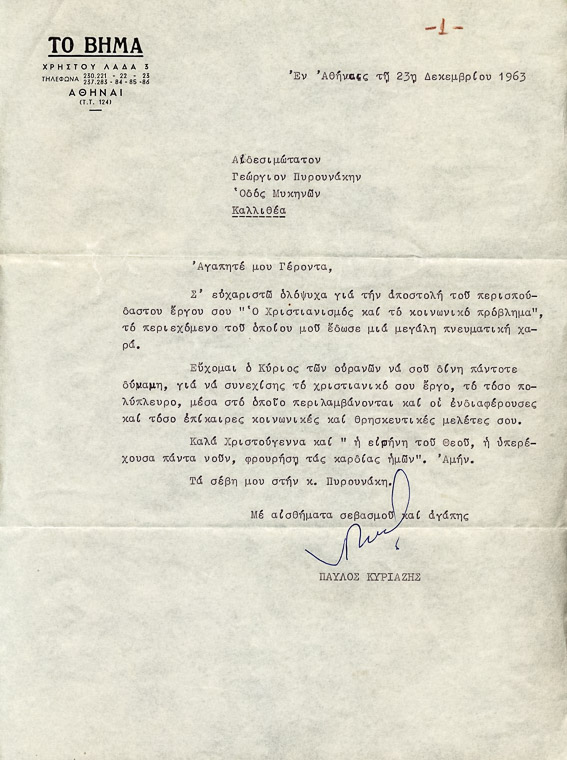 -1-
ΤΟ ΒΗΜΑ
ΧΡΗΣΤΟΥ ΛΑΔΑ 3
ΤΗΛΕΦΩΝΑ 230.221 - 22 - 23
237.283 - 84 - 85 - 86
ΑΘΗΝΑΙ
(Τ.Τ. 124)
Ἐν Ἀθήναις τῇ 23ῃ Δεκεμβρίου 1963
Αἰδεσιμώτατον
Γεώργιον Πυρουνάκην
Ὁδός Μυκηνῶν
Καλλιθέα
Ἀγαπητέ μου Γέροντα,
Σ' εὐχαριστῶ ὁλόψυχα γιά τήν ἀποστολή τοῦ περισπού-
δαστου ἔργου σου "Ὁ Χριστιανισμός καί τό κοινωνικό πρόβλημα",
τό περιεχόμενο τοῦ ὁποίου μοῦ ἔδωσε μιά μεγάλη πνευματική χα-
ρά.
Εὔχομαι ὁ Κύριος τῶν οὐρανῶν νά σοῦ δίνη πάντοτε
δύναμη, γιά νά συνεχίσης τό χριστιανικό σου ἔργο, τό τόσο πο-
λύπλευρο, μέσα στό ὁποῖο περιλαμβάνονται καί οἱ ἐνδιαφέρουσες
καί τόσο ἐπίκαιρες κοινωνικές καί θρησκευτικές μελέτες σου.
Καλά Χριστούγεννα καί " ἡ εἰρήνη τοῦ Θεοῦ, ἡ ὑπερέ-
χουσα πάντα νοῦν, φρουρήση τάς καρδίας ἡμῶν". Ἀμήν.
Τά σέβη μου στήν κ. Πυρουνάκη.
Μέ αἰσθήματα σεβασμοῦ καί ἀγάπης
ΠΑΥΛΟΣ ΚΥΡΙΑΖΗΣ